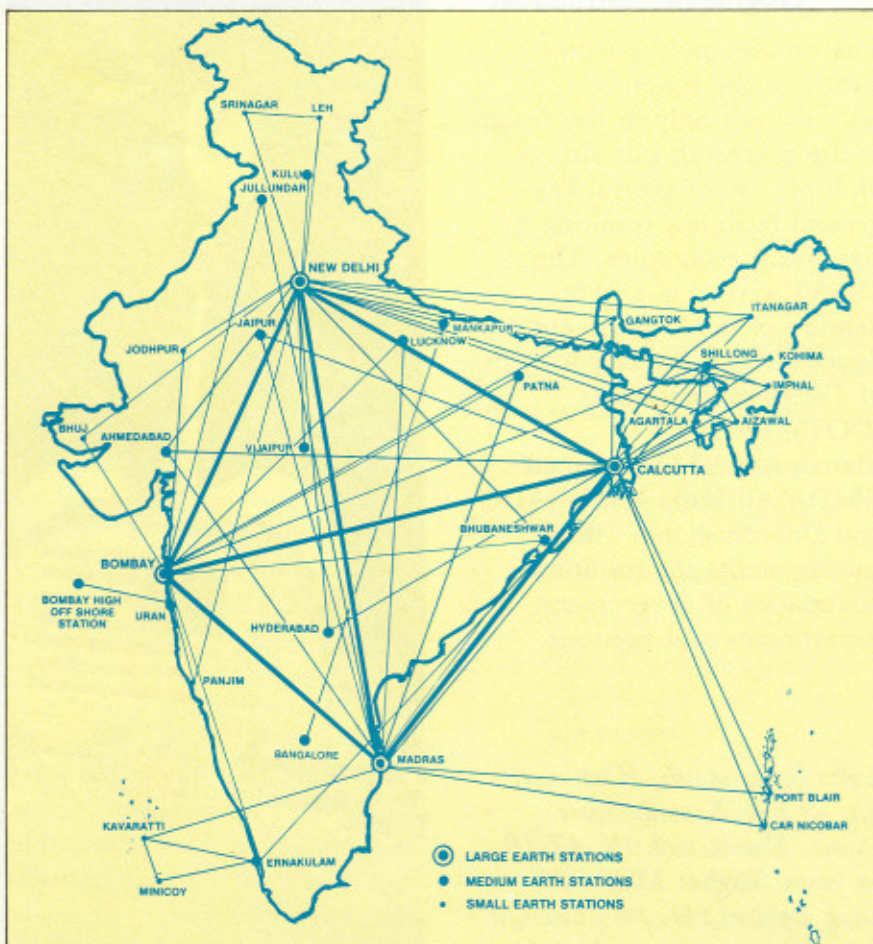 SRINAGAR
LEH
KULU
JULLUNDAR
NEW DELHI
JAIPUR
JODHPUR
MANKAPUR
LUCKNOW
PATNA
GANGTOK
ITANAGAR
SHILLONG
KOHIMA
IMPHAL
AGARTALA
AIZAWAL
BHUJ
AHMEDABAD
VIJAIPUR
CALCUTTA
BHUBANESHWAR
BOMBAY
BOMBAY HIGH
OFF SHORE
STATION
URAN
HYDERABAD
PANJIM
BANGALORE
MADRAS
PORT BLAIR
CAR NICOBAR
KAVARATTI
ERNAKULAM
MINICOY
LARGE EARTH STATIONS
MEDIUM EARTH STATIONS
SMALL EARTH STATIONS